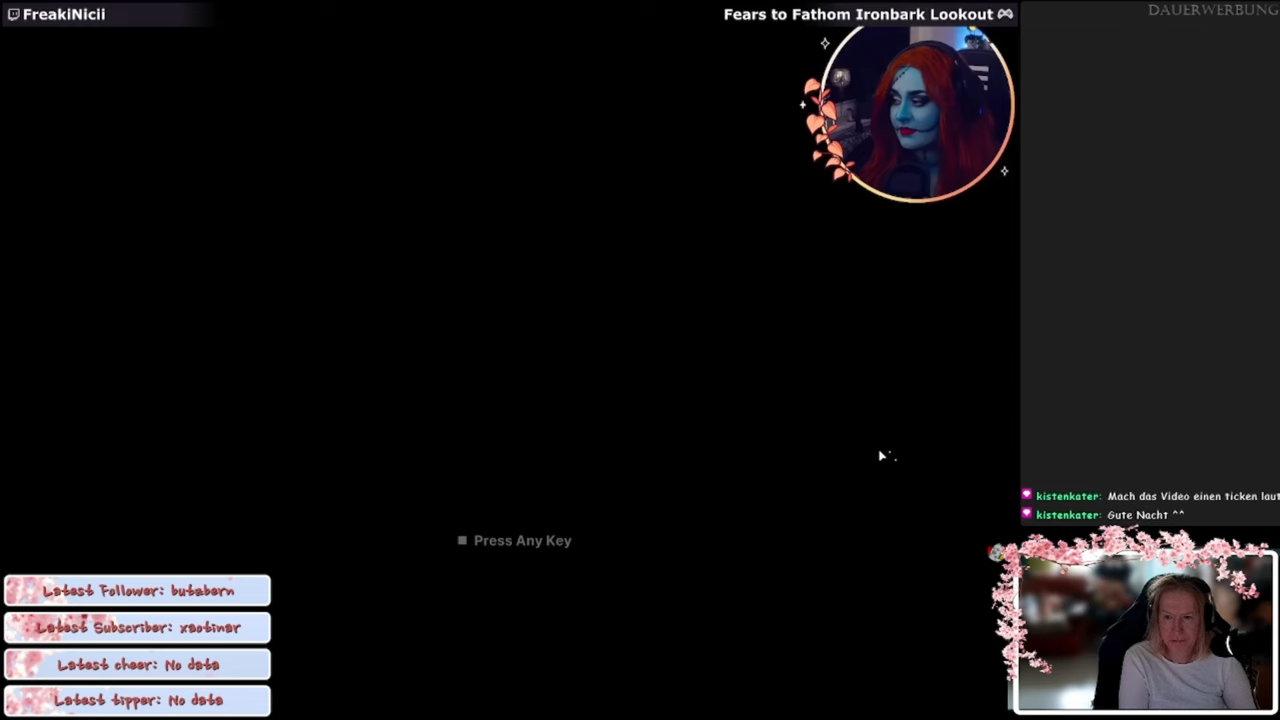 FreakiNicii
Fears to Fathom Ironbark Lookout
DAUERWERBUNG
kistenkater: Mach das Video einen ticken laut
kistenkater: Gute Nacht ^^
Press Any Key
Latest Follower: butabern
Latest Subscriber: xaotinar
Latest cheer: No data
Latest tipper: No data